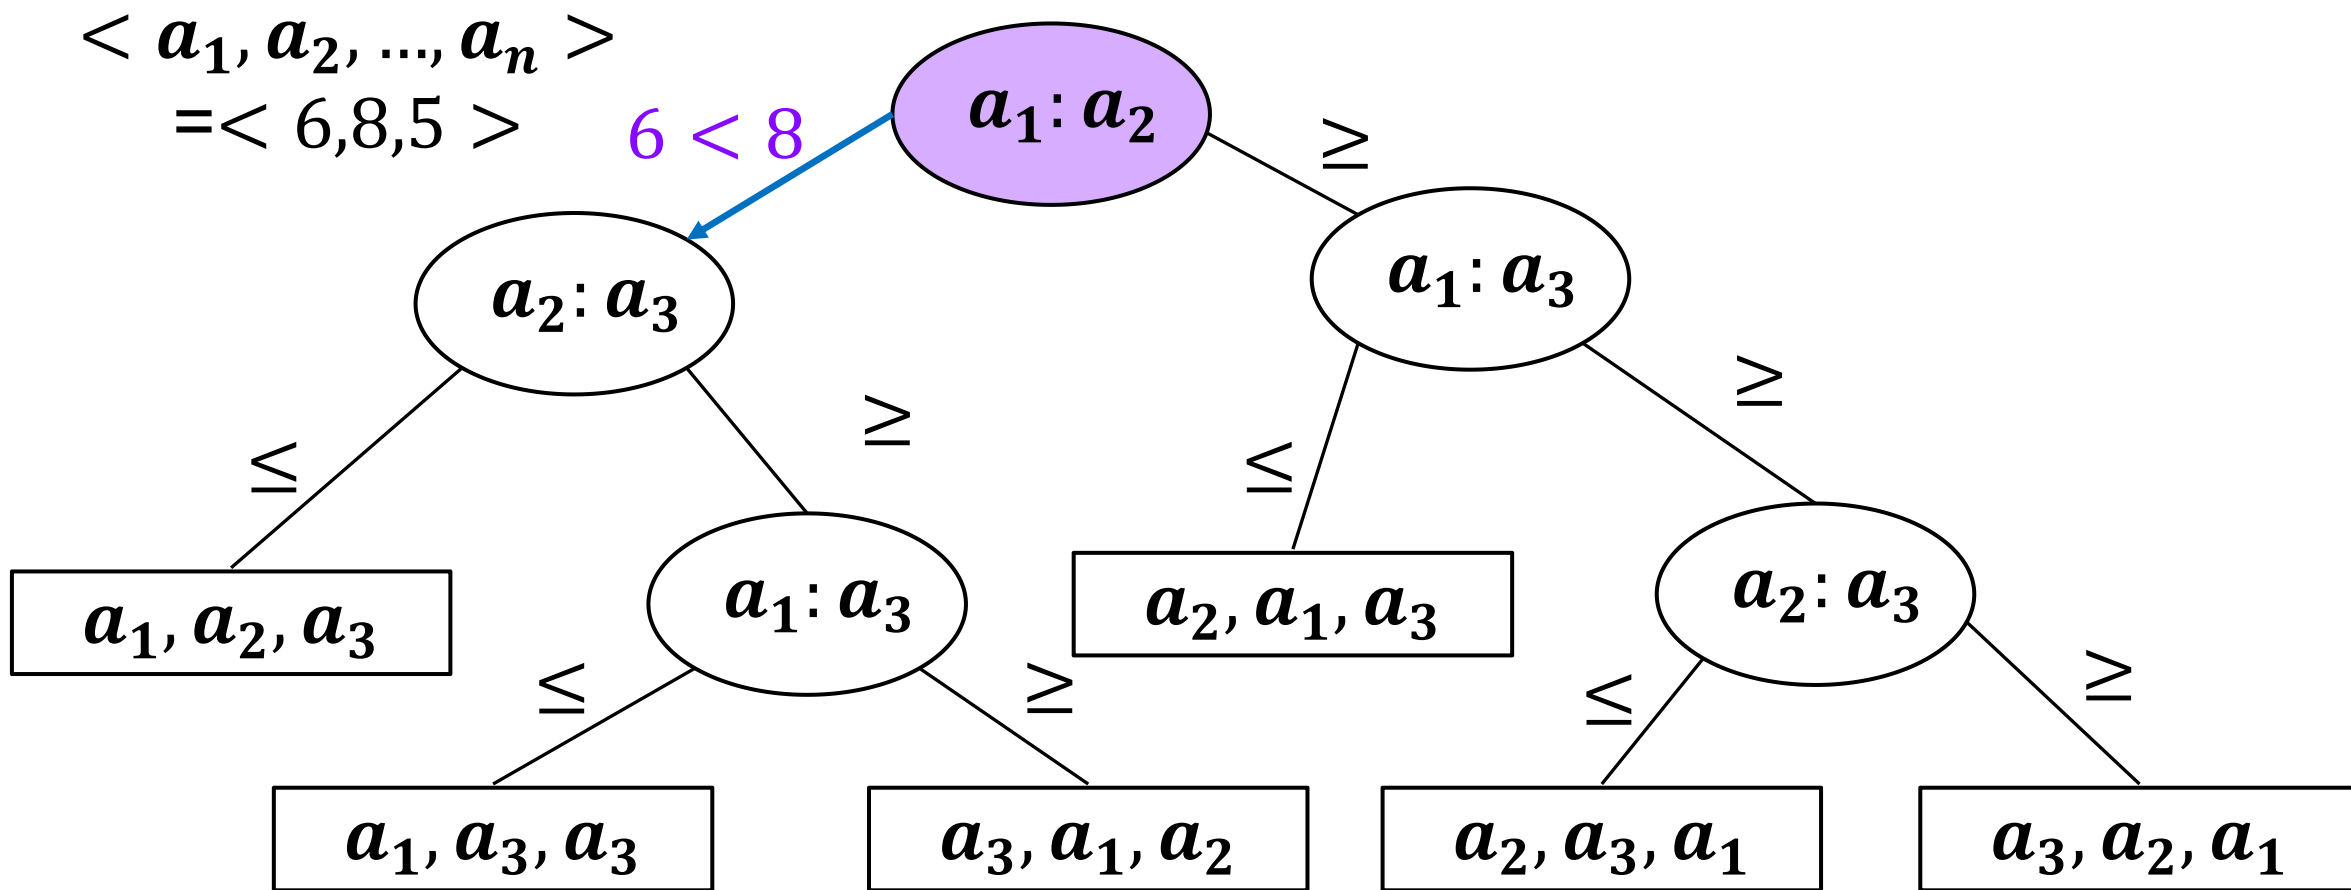 < a₁, a₂, ..., aₙ >
=< 6,8,5 >
6 < 8
a₁: a₂
≥
a₂: a₃
a₁: a₃
≤
≥
≤
≥
a₁, a₂, a₃
a₁: a₃
a₂, a₁, a₃
a₂: a₃
≤
≥
≤
≥
a₁, a₃, a₃
a₃, a₁, a₂
a₂, a₃, a₁
a₃, a₂, a₁